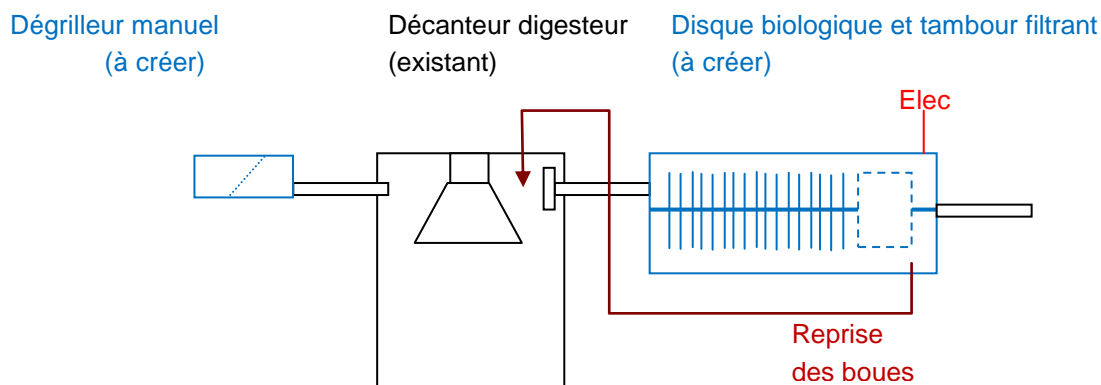 Dégrilleur manuel
(à créer)
Décanteur digesteur
(existant)
Disque biologique et tambour filtrant
(à créer)
Elec
Reprise
des boues